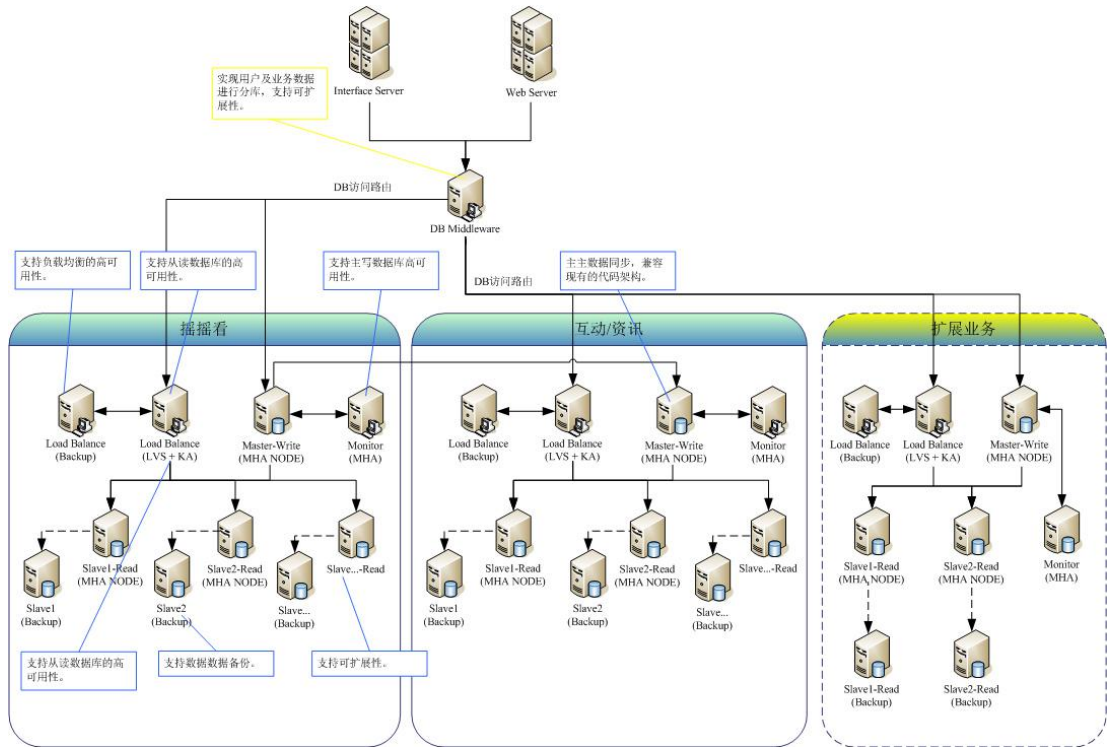 Interface Server
Web Server
实现用户及业务数据
进行分库，支持可扩
展性。
DB访问路由
DB Middleware
DB访问路由
支持负载均衡的高可
用性。
支持从读数据库的高
可用性。
支持主写数据库高可
用性。
主主数据同步，兼容
现有的代码架构。
摇摇看
Load Balance
(Backup)
Load Balance
(LVS + KA)
Master-Write
(MHA NODE)
Monitor
(MHA)
Slave1-Read
(MHA NODE)
Slave2-Read
(MHA NODE)
Slave...-Read
Slave1
(Backup)
Slave2
(Backup)
Slave...
(Backup)
支持从读数据库的高
可用性。
支持数据数据备份。
支持可扩展性。
互动/资讯
Load Balance
(Backup)
Load Balance
(LVS + KA)
Master-Write
(MHA NODE)
Monitor
(MHA)
Slave1-Read
(MHA NODE)
Slave2-Read
(MHA NODE)
Slave...-Read
Slave1
(Backup)
Slave2
(Backup)
Slave...
(Backup)
扩展业务
Load Balance
(Backup)
Load Balance
(LVS + KA)
Master-Write
(MHA NODE)
Slave1-Read
(MHA NODE)
Slave2-Read
(MHA NODE)
Monitor
(MHA)
Slave1-Read
(Backup)
Slave2-Read
(Backup)